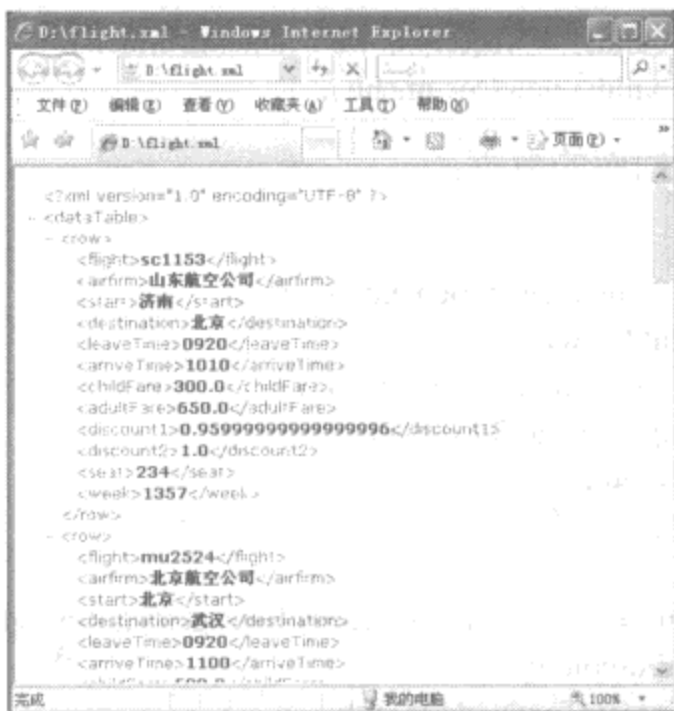 D:\flight.xml - Windows Internet Explorer
D:\flight.xml
文件(F) 编辑(E) 查看(V) 收藏夹(A) 工具(T) 帮助(H)
D:\flight.xml 页面(P) »
<?xml version="1.0" encoding="UTF-8" ?>
- <dataTable>
- <row>
<flight>sc1153</flight>
<airfirm>山东航空公司</airfirm>
<start>济南</start>
<destination>北京</destination>
<leaveTime>0920</leaveTime>
<arriveTime>1010</arriveTime>
<childFare>300.0</childFare>
<adultFare>650.0</adultFare>
<discount1>0.95999999999999996</discount1>
<discount2>1.0</discount2>
<seat>234</seat>
<week>1357</week>
</row>
- <row>
<flight>mu2524</flight>
<airfirm>北京航空公司</airfirm>
<start>北京</start>
<destination>武汉</destination>
<leaveTime>0920</leaveTime>
<arriveTime>1100</arriveTime>
完成 我的电脑 100%